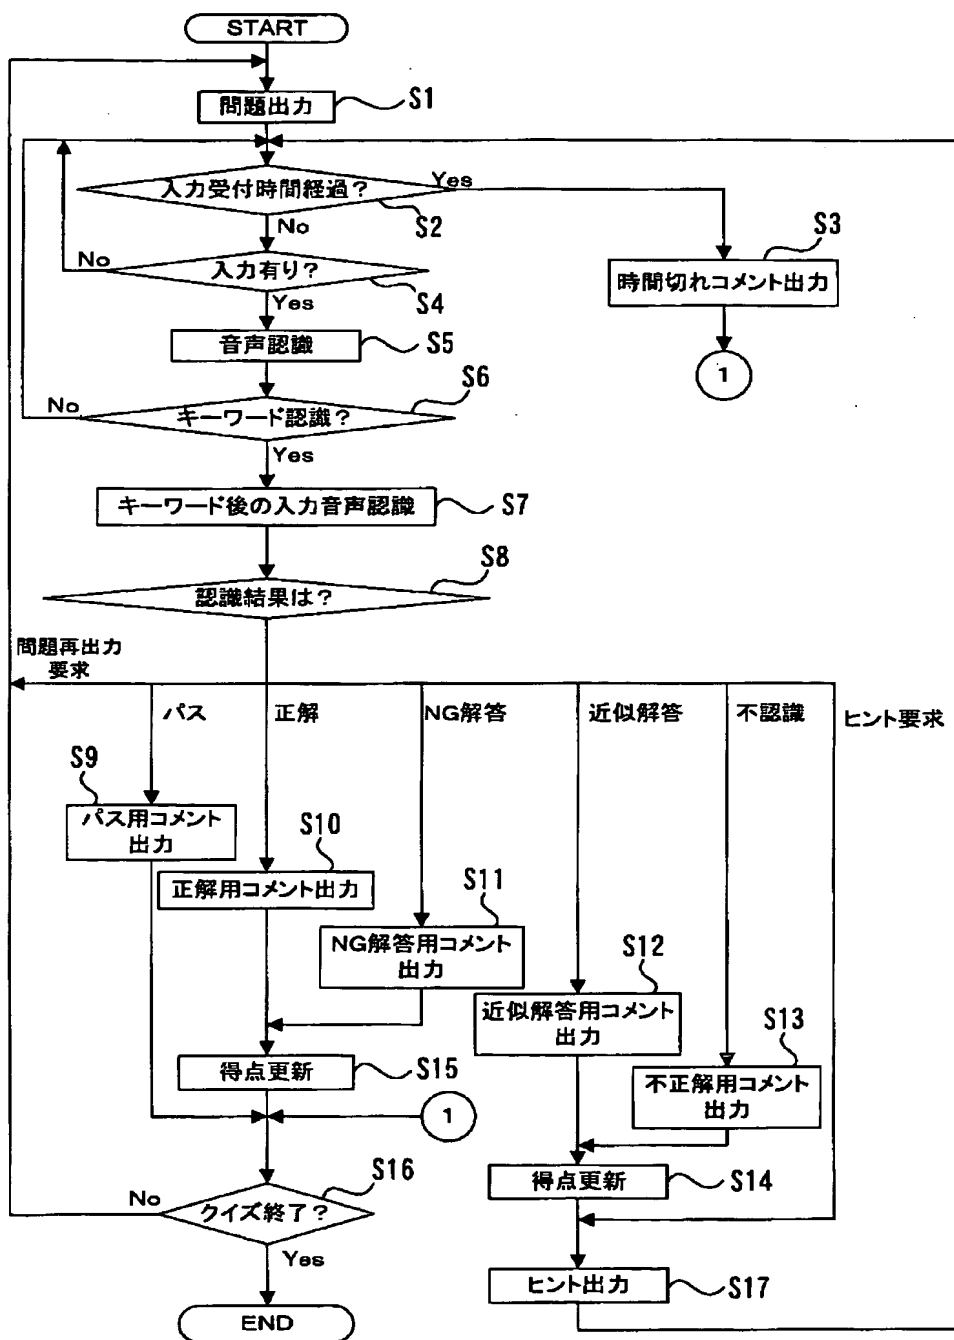 START
問題出力
S1
入力受付時間経過？
Yes
S2
No
S3
時間切れコメント出力
1
入力有り？
No
S4
Yes
音声認識
S5
S6
キーワード認識？
No
Yes
キーワード後の入力音声認識
S7
S8
認識結果は？
問題再出力
要求
パス
正解
NG解答
近似解答
不認識
ヒント要求
S9
パス用コメント
出力
S10
正解用コメント出力
S11
NG解答用コメント
出力
S12
近似解答用コメント
出力
S13
不正解用コメント
出力
得点更新
S15
1
得点更新
S14
S16
クイズ終了？
No
Yes
ヒント出力
S17
END